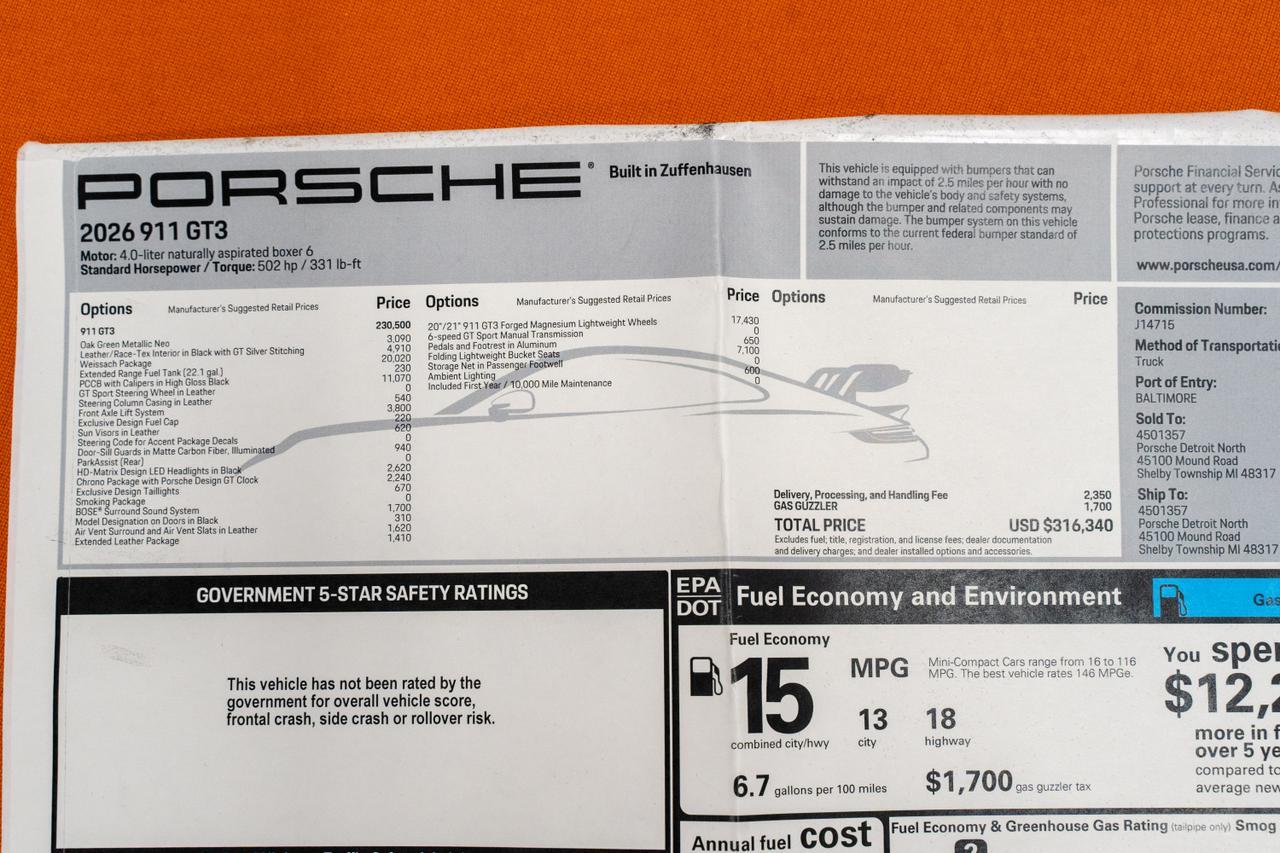 PORSCHE® Built in Zuffenhausen
2026 911 GT3
Motor: 4.0-liter naturally aspirated boxer 6
Standard Horsepower / Torque: 502 hp / 331 lb-ft
This vehicle is equipped with bumpers that can
withstand an impact of 2.5 miles per hour with no
damage to the vehicle's body and safety systems,
although the bumper and related components may
sustain damage. The bumper system on this vehicle
conforms to the current federal bumper standard of
2.5 miles per hour.
Porsche Financial Servic
support at every turn. As
Professional for more in
Porsche lease, finance a
protections programs.
www.porscheusa.com/
Options Manufacturer's Suggested Retail Prices Price
911 GT3 230,500
Oak Green Metallic Neo 3,090
Leather/Race-Tex Interior in Black with GT Silver Stitching 4,910
Weissach Package 20,020
Extended Range Fuel Tank (22.1 gal.) 230
PCCB with Calipers in High Gloss Black 11,070
GT Sport Steering Wheel in Leather 0
Steering Column Casing in Leather 540
Front Axle Lift System 3,800
Exclusive Design Fuel Cap 220
Sun Visors in Leather 620
Steering Code for Accent Package Decals 0
Door-Sill Guards in Matte Carbon Fiber, Illuminated 940
ParkAssist (Rear) 0
HD-Matrix Design LED Headlights in Black 2,620
Chrono Package with Porsche Design GT Clock 2,240
Exclusive Design Taillights 670
Smoking Package 0
BOSE® Surround Sound System 1,700
Model Designation on Doors in Black 310
Air Vent Surround and Air Vent Slats in Leather 1,620
Extended Leather Package 1,410
Options Manufacturer's Suggested Retail Prices Price
20"/21" 911 GT3 Forged Magnesium Lightweight Wheels 17,430
6-speed GT Sport Manual Transmission 0
Pedals and Footrest in Aluminum 650
Folding Lightweight Bucket Seats 7,100
Storage Net in Passenger Footwell 0
Ambient Lighting 600
Included First Year / 10,000 Mile Maintenance 0
Options Manufacturer's Suggested Retail Prices Price
Delivery, Processing, and Handling Fee 2,350
GAS GUZZLER 1,700
TOTAL PRICE USD $316,340
Excludes fuel; title, registration, and license fees; dealer documentation
and delivery charges; and dealer installed options and accessories.
Commission Number:
J14715
Method of Transportati
Truck
Port of Entry:
BALTIMORE
Sold To:
4501357
Porsche Detroit North
45100 Mound Road
Shelby Township MI 48317
Ship To:
4501357
Porsche Detroit North
45100 Mound Road
Shelby Township MI 48317
GOVERNMENT 5-STAR SAFETY RATINGS
This vehicle has not been rated by the
government for overall vehicle score,
frontal crash, side crash or rollover risk.
EPA
DOT
Fuel Economy and Environment
Gas
Fuel Economy
15 MPG
combined city/hwy
13
city
18
highway
Mini-Compact Cars range from 16 to 116
MPG. The best vehicle rates 146 MPGe.
6.7 gallons per 100 miles
$1,700 gas guzzler tax
You spen
$12,2
more in f
over 5 ye
compared to
average new
Annual fuel cost
Fuel Economy & Greenhouse Gas Rating (tailpipe only) Smog